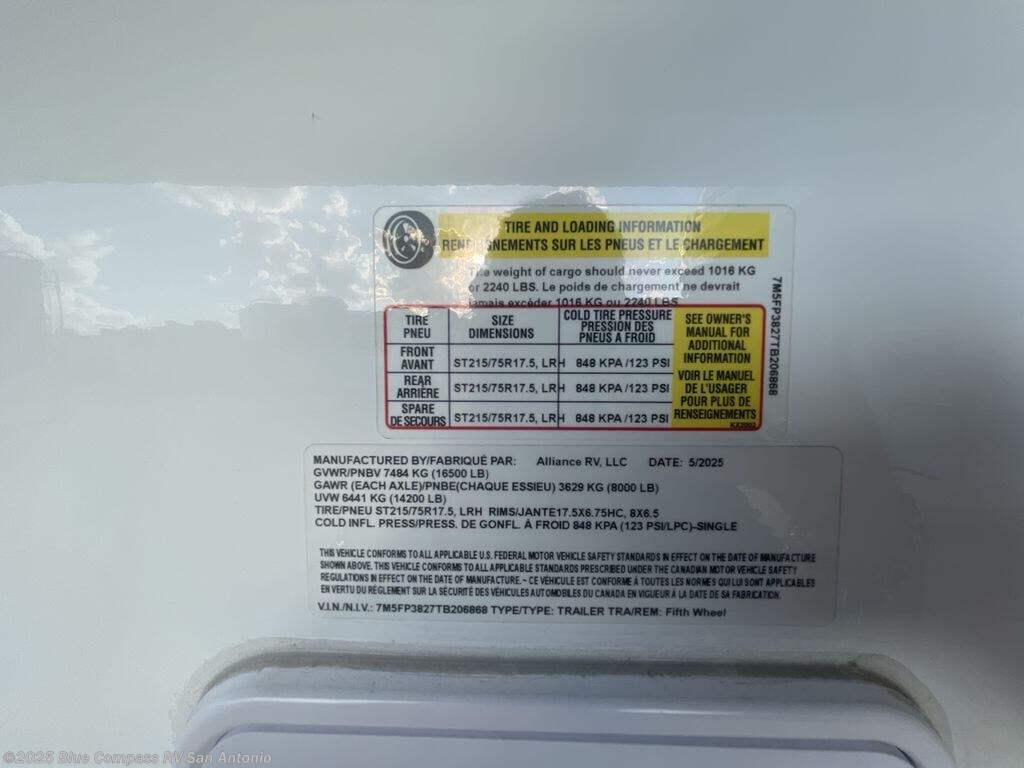 TIRE AND LOADING INFORMATION
RENSEIGNEMENTS SUR LES PNEUS ET LE CHARGEMENT
The weight of cargo should never exceed 1016 KG
or 2240 LBS. Le poids de chargement ne devrait
jamais excéder 1016 KG ou 2240 LBS
TIRE PNEU SIZE DIMENSIONS COLD TIRE PRESSURE PRESSION DES PNEUS A FROID
FRONT AVANT ST215/75R17.5, LRH 848 KPA /123 PSI
REAR ARRIÈRE ST215/75R17.5, LRH 848 KPA /123 PSI
SPARE DE SECOURS ST215/75R17.5, LRH 848 KPA /123 PSI
SEE OWNER'S
MANUAL FOR
ADDITIONAL
INFORMATION
VOIR LE MANUEL
DE L'USAGER
POUR PLUS DE
RENSEIGNEMENTS
KX2002
7M5FP3827TB206868
MANUFACTURED BY/FABRIQUÉ PAR: Alliance RV, LLC DATE: 5/2025
GVWR/PNBV 7484 KG (16500 LB)
GAWR (EACH AXLE)/PNBE(CHAQUE ESSIEU) 3629 KG (8000 LB)
UVW 6441 KG (14200 LB)
TIRE/PNEU ST215/75R17.5, LRH RIMS/JANTE17.5X6.75HC, 8X6.5
COLD INFL. PRESS/PRESS. DE GONFL. À FROID 848 KPA (123 PSI/LPC)-SINGLE
THIS VEHICLE CONFORMS TO ALL APPLICABLE U.S. FEDERAL MOTOR VEHICLE SAFETY STANDARDS IN EFFECT ON THE DATE OF MANUFACTURE
SHOWN ABOVE. THIS VEHICLE CONFORMS TO ALL APPLICABLE STANDARDS PRESCRIBED UNDER THE CANADIAN MOTOR VEHICLE SAFETY
REGULATIONS IN EFFECT ON THE DATE OF MANUFACTURE. - CE VÉHICULE EST CONFORME À TOUTES LES NORMES QUI LUI SONT APPLICABLES
EN VERTU DU RÈGLEMENT SUR LA SÉCURITÉ DES VÉHICULES AUTOMOBILES DU CANADA EN VIGUEUR À LA DATE DE SA FABRICATION.
V.I.N./N.I.V.: 7M5FP3827TB206868 TYPE/TYPE: TRAILER TRA/REM: Fifth Wheel
©2025 Blue Compass RV San Antonio